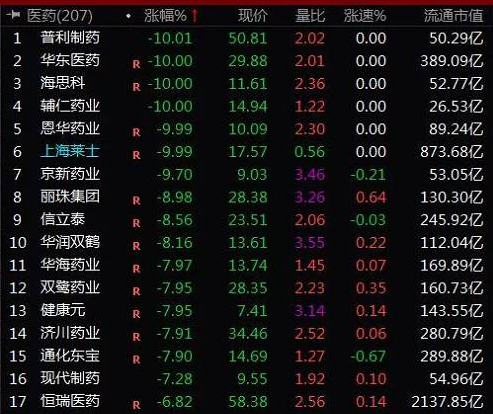 医药(207) • 涨幅%↑ 现价 量比 涨速% 流通市值
1 普利制药 -10.01 50.81 2.02 0.00 50.29亿
2 华东医药 R -10.00 29.88 2.01 0.00 389.09亿
3 海思科 R -10.00 11.61 2.36 0.00 52.77亿
4 辅仁药业 -10.00 14.94 1.22 0.00 26.53亿
5 恩华药业 R -9.99 10.09 2.30 0.00 89.24亿
6 上海莱士 R -9.99 17.57 0.56 0.00 873.68亿
7 京新药业 -9.70 9.03 3.46 -0.21 53.05亿
8 丽珠集团 R -8.98 28.38 3.26 0.64 130.30亿
9 信立泰 R -8.56 23.51 2.06 -0.03 245.92亿
10 华润双鹤 R -8.16 13.61 3.55 0.22 112.04亿
11 华海药业 R -7.97 13.74 1.45 0.07 169.89亿
12 双鹭药业 R -7.95 28.35 2.23 0.35 160.73亿
13 健康元 R -7.95 7.41 3.14 0.14 143.55亿
14 济川药业 R -7.91 34.46 2.52 0.06 280.79亿
15 通化东宝 R -7.90 14.69 1.27 -0.67 289.88亿
16 现代制药 -7.28 9.55 1.92 0.10 54.96亿
17 恒瑞医药 R -6.82 58.38 2.56 0.14 2137.85亿